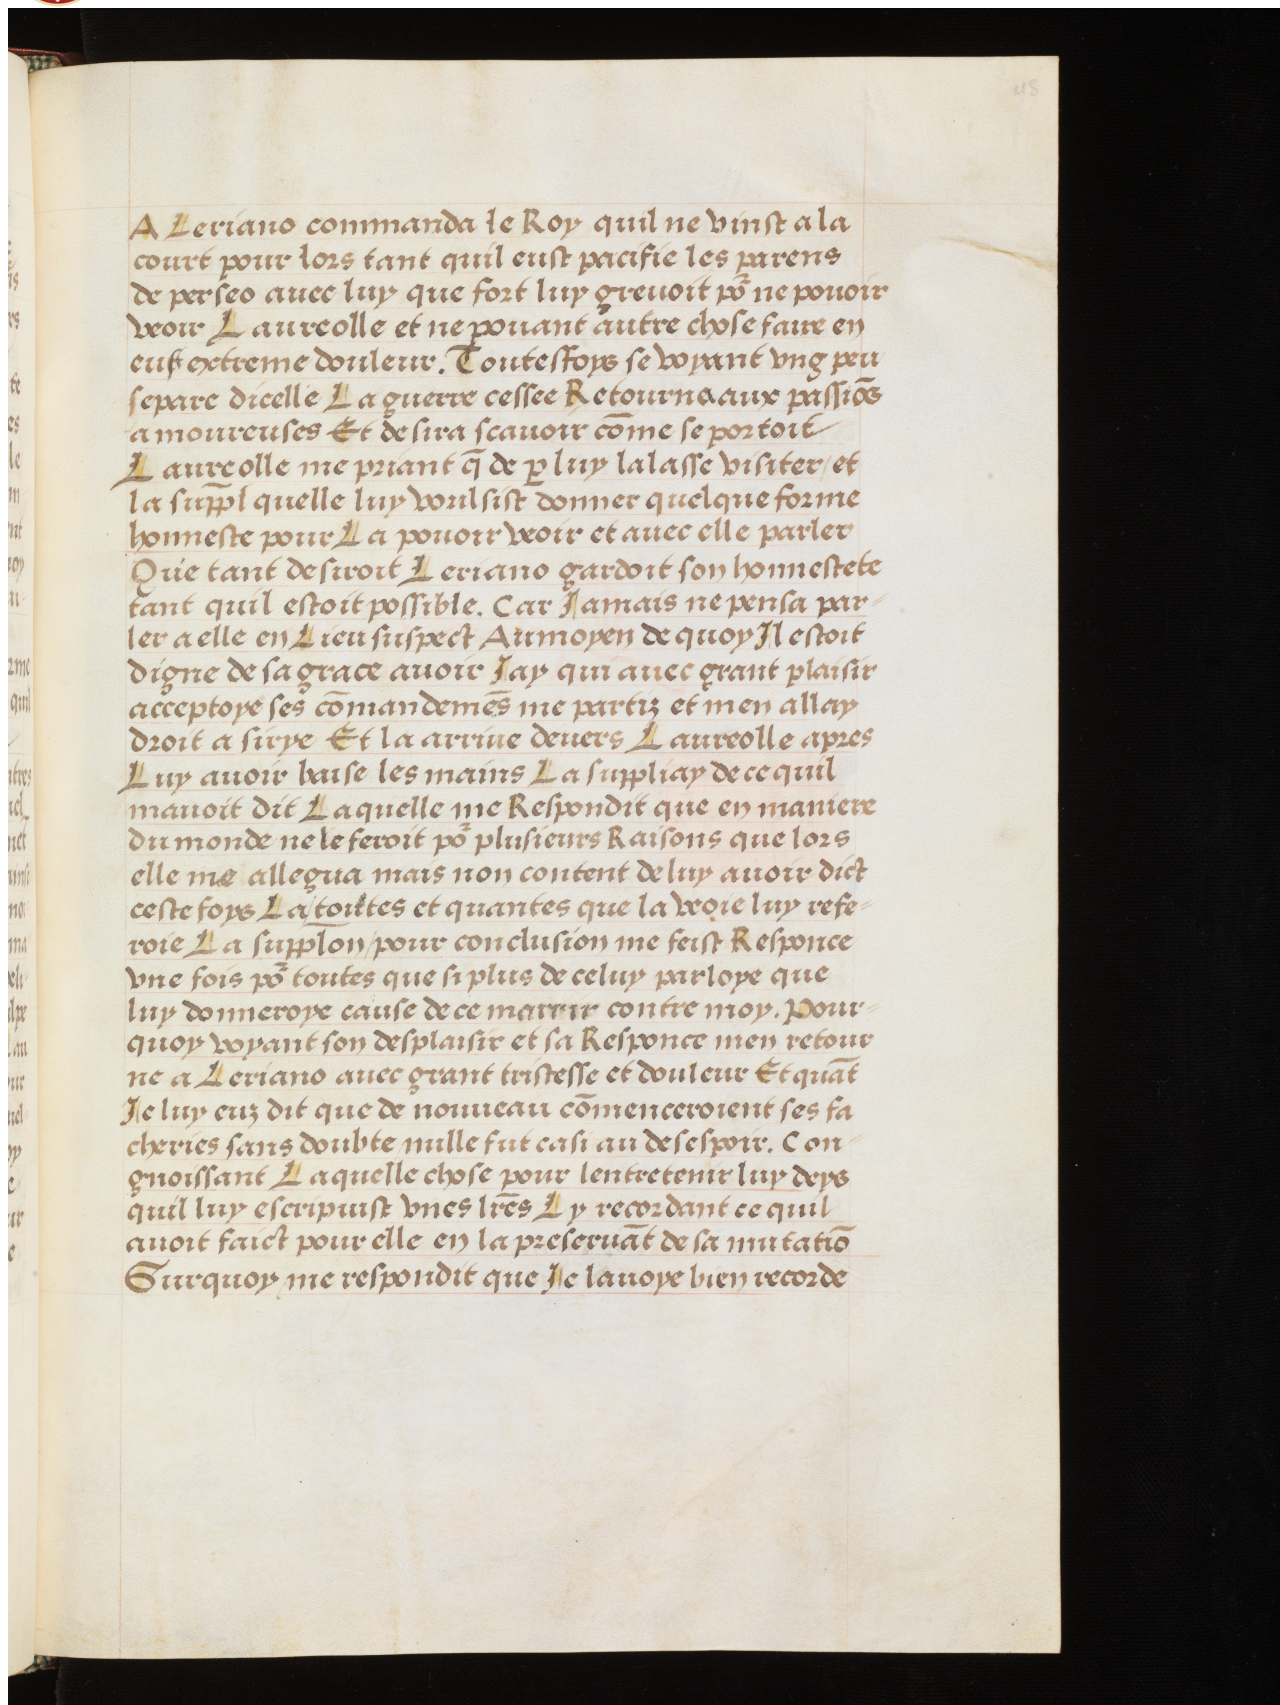 A Leriano commanda le Roy quil ne vinst a la
court pour lors tant quil eust pacifie les parens
de perseo auec luy que fort luy greuoit po᷑ ne pouoir
veoir Laureolle et ne pouant autre chose faire en
eust extreme douleur. Toutesfoys se voyant vng peu
separe dicelle La guerre cessee Retourna aux passiōs
amoureuses Et desira scauoir cōme se portoit
Laureolle me priant q̄ de ꝑ luy lalasse visiter/et
la suppl̄ quelle luy voulsist donner quelque forme
honneste pour La pouoir veoir et auec elle parler
Que tant desiroit Leriano gardoit son honnestete
tant quil estoit possible. Car Jamais ne pensa par-
ler a elle en Lieu suspect Au moyen de quoy Il estoit
digne de sa grace auoir Jay qui auec grant plaisir
acceptoye ses cōmandemēs me partiz et men allay
droit a sirye Et la arriue deuers Laureolle apres
Luy auoir baise les mains La suppliay de ce quil
mauoit dit Laquelle me Respondit que en maniere
du monde ne le feroit po᷑ plusieurs Raisons que lors
elle me allegua mais non content de luy auoir dict
ceste foys La/toutes et quantes que la veoie luy refe-
roie La suppl̄on/pour conclusion me feist Responce
vne fois po᷑ toutes que si plus de celuy parloye que
luy donneroye cause de ce marrir contre moy. Pour-
quoy voyant son desplaisir et sa Responce men retour
ne a Leriano auec grant tristesse et douleur Et quāt
Je luy euz dit que de nouueau cōmenceroient ses fa
cheries sans doubte nulle fut casi au desespoir. Con-
gnoissant Laquelle chose pour lentretenir luy deys
quil luy escripuist vnes lr̄es Ly recordant ce quil
auoit faict pour elle en la preseruāt de sa mutatiō
Surquoy me respondit que Je lauoye bien recorde